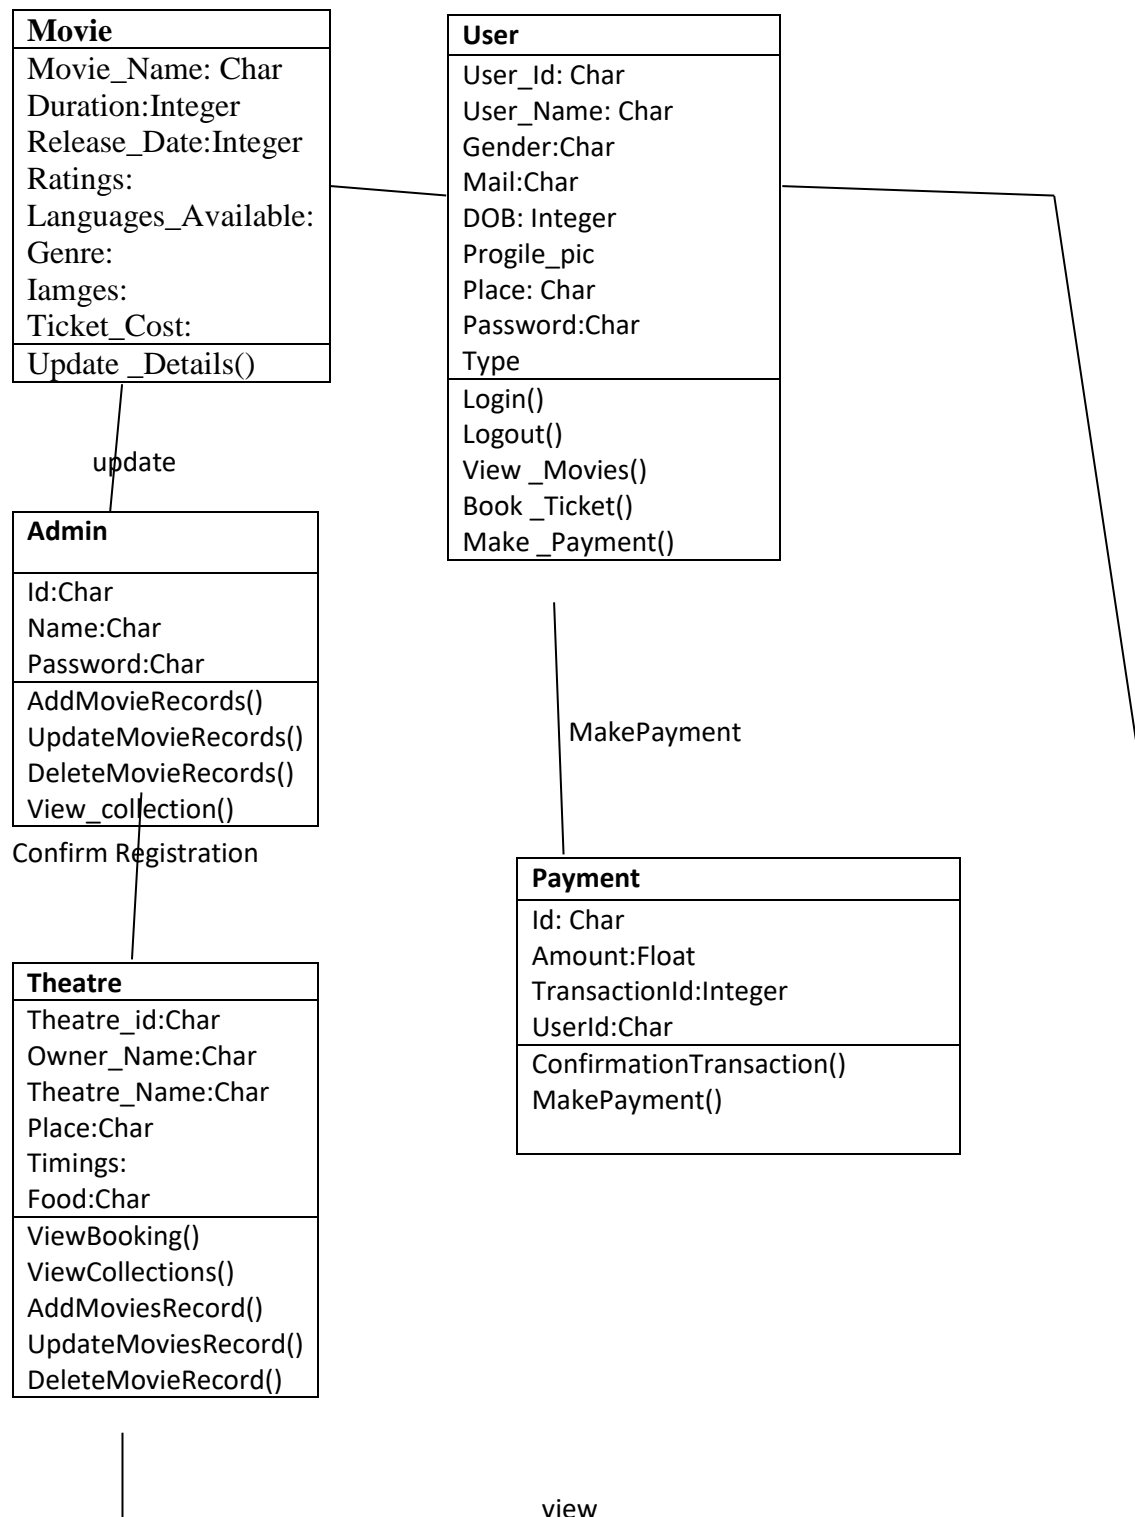 Movie
Movie_Name: Char
Duration:Integer
Release_Date:Integer
Ratings:
Languages_Available:
Genre:
Iamges:
Ticket_Cost:
Update _Details()
User
User_Id: Char
User_Name: Char
Gender:Char
Mail:Char
DOB: Integer
Progile_pic
Place: Char
Password:Char
Type
Login()
Logout()
View _Movies()
Book _Ticket()
Make _Payment()
update
Admin
Id:Char
Name:Char
Password:Char
AddMovieRecords()
UpdateMovieRecords()
DeleteMovieRecords()
View_collection()
MakePayment
Confirm Registration
Payment
Id: Char
Amount:Float
TransactionId:Integer
UserId:Char
ConfirmationTransaction()
MakePayment()
Theatre
Theatre_id:Char
Owner_Name:Char
Theatre_Name:Char
Place:Char
Timings:
Food:Char
ViewBooking()
ViewCollections()
AddMoviesRecord()
UpdateMoviesRecord()
DeleteMovieRecord()
view